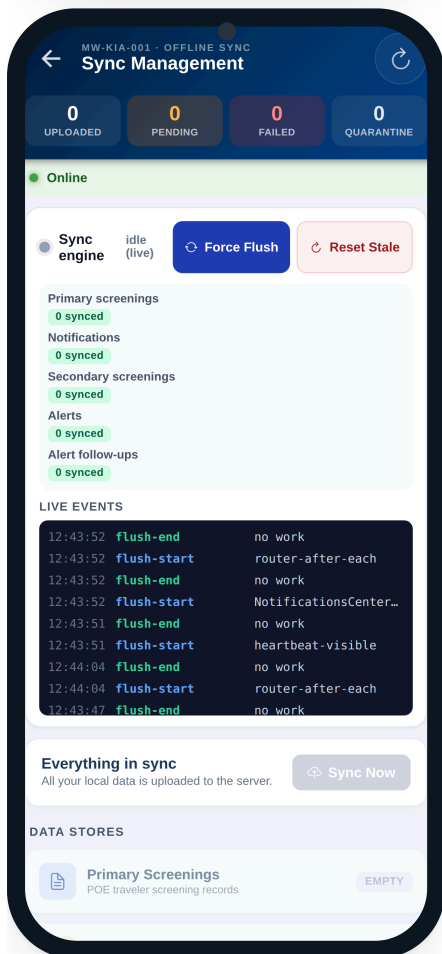 MW-KIA-001 · OFFLINE SYNC
Sync Management
0 0 0 0
UPLOADED PENDING FAILED QUARANTINE
Online
Sync engine
idle (live)
Force Flush
Reset Stale
Primary screenings
0 synced
Notifications
0 synced
Secondary screenings
0 synced
Alerts
0 synced
Alert follow-ups
0 synced
LIVE EVENTS
12:43:52 flush-end no work
12:43:52 flush-start router-after-each
12:43:52 flush-end no work
12:43:52 flush-start NotificationsCenter…
12:43:51 flush-end no work
12:43:51 flush-start heartbeat-visible
12:44:04 flush-end no work
12:44:04 flush-start router-after-each
12:43:47 flush-end no work
Everything in sync
All your local data is uploaded to the server.
Sync Now
DATA STORES
Primary Screenings
POE traveler screening records
EMPTY